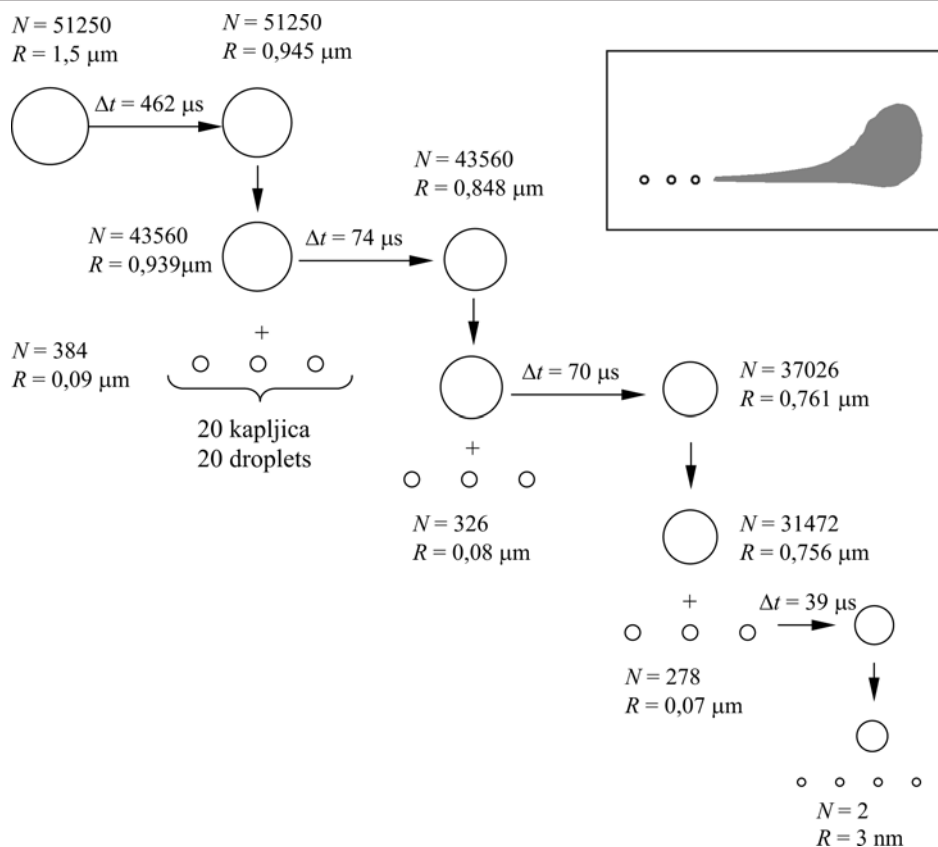 N = 51250
R = 1,5 μm
N = 51250
R = 0,945 μm
Δt = 462 μs
N = 43560
R = 0,848 μm
N = 43560
R = 0,939μm
Δt = 74 μs
+
N = 384
R = 0,09 μm
20 kapljica
20 droplets
Δt = 70 μs
N = 37026
R = 0,761 μm
+
N = 326
R = 0,08 μm
N = 31472
R = 0,756 μm
+
Δt = 39 μs
N = 278
R = 0,07 μm
N = 2
R = 3 nm